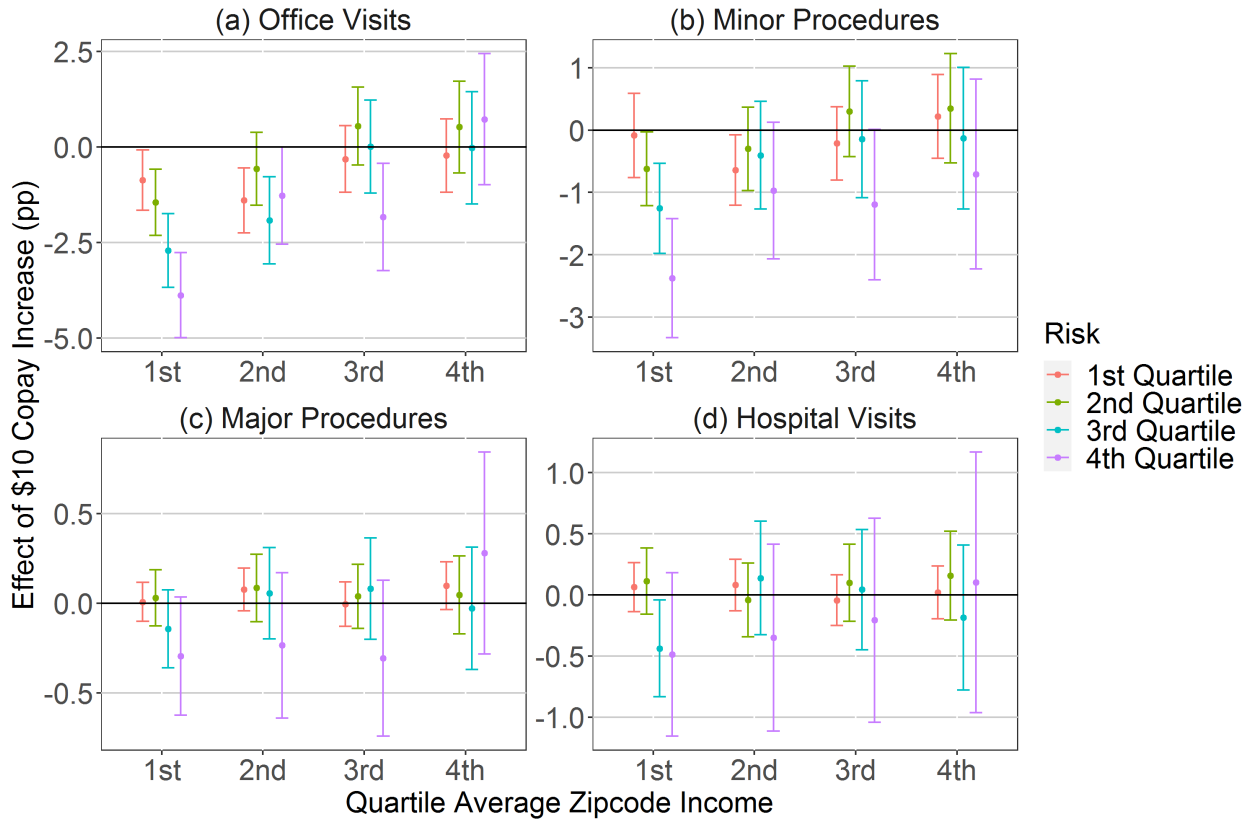 (a) Office Visits
(b) Minor Procedures
2.5
0.0
-2.5
-5.0
1
0
-1
-2
-3
1st 2nd 3rd 4th
1st 2nd 3rd 4th
Effect of $10 Copay Increase (pp)
(c) Major Procedures
(d) Hospital Visits
0.5
0.0
-0.5
1.0
0.5
0.0
-0.5
-1.0
1st 2nd 3rd 4th
1st 2nd 3rd 4th
Quartile Average Zipcode Income
Risk
1st Quartile
2nd Quartile
3rd Quartile
4th Quartile